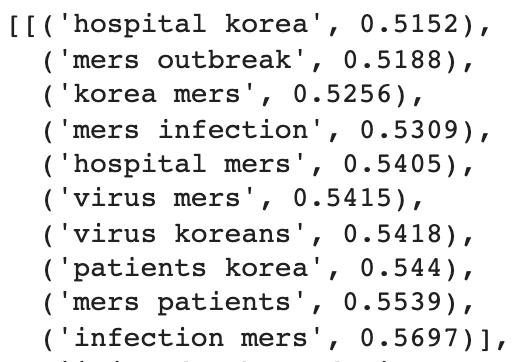 [[('hospital korea', 0.5152),
('mers outbreak', 0.5188),
('korea mers', 0.5256),
('mers infection', 0.5309),
('hospital mers', 0.5405),
('virus mers', 0.5415),
('virus koreans', 0.5418),
('patients korea', 0.544),
('mers patients', 0.5539),
('infection mers', 0.5697)],